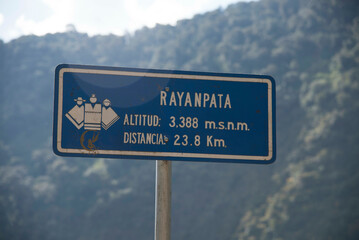 RAYANPATA
ALTITUD: 3.388 m.s.n.m.
DISTANCIA: 23.8 Km.